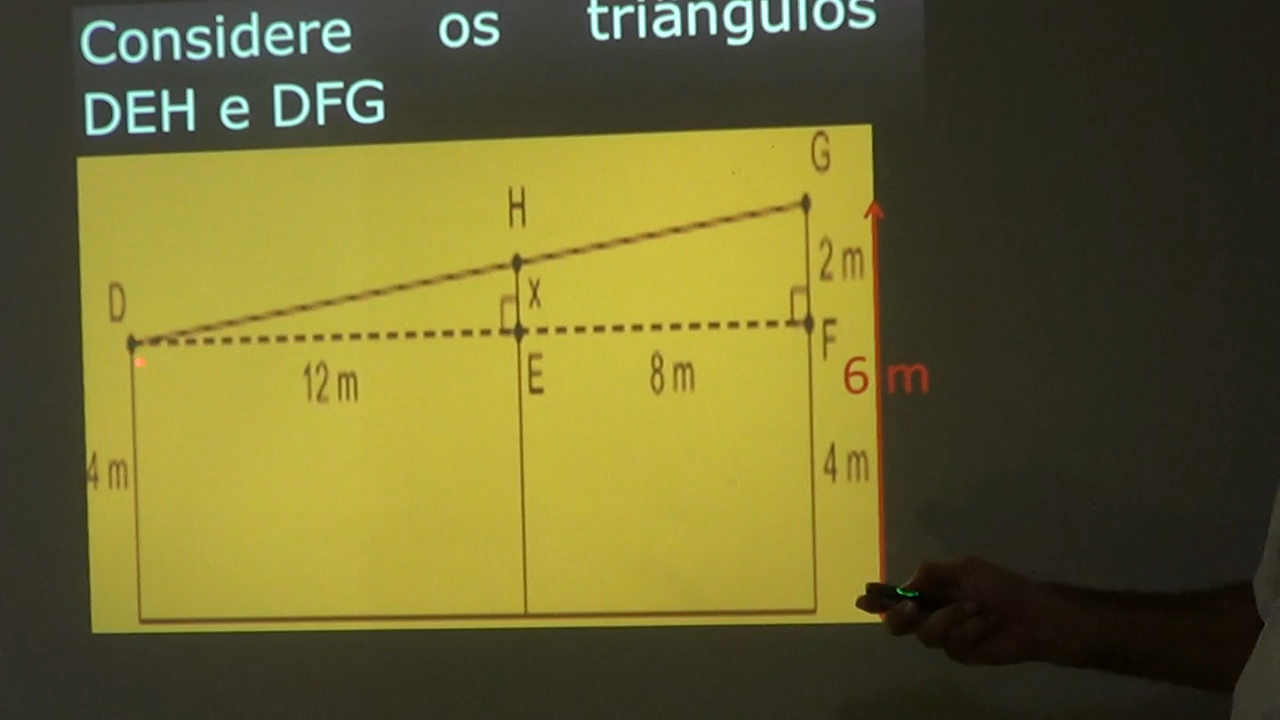 Considere os triângulos
DEH e DFG
G
H
2 m
D
x
F
12 m
E
8 m
6 m
4 m
4 m